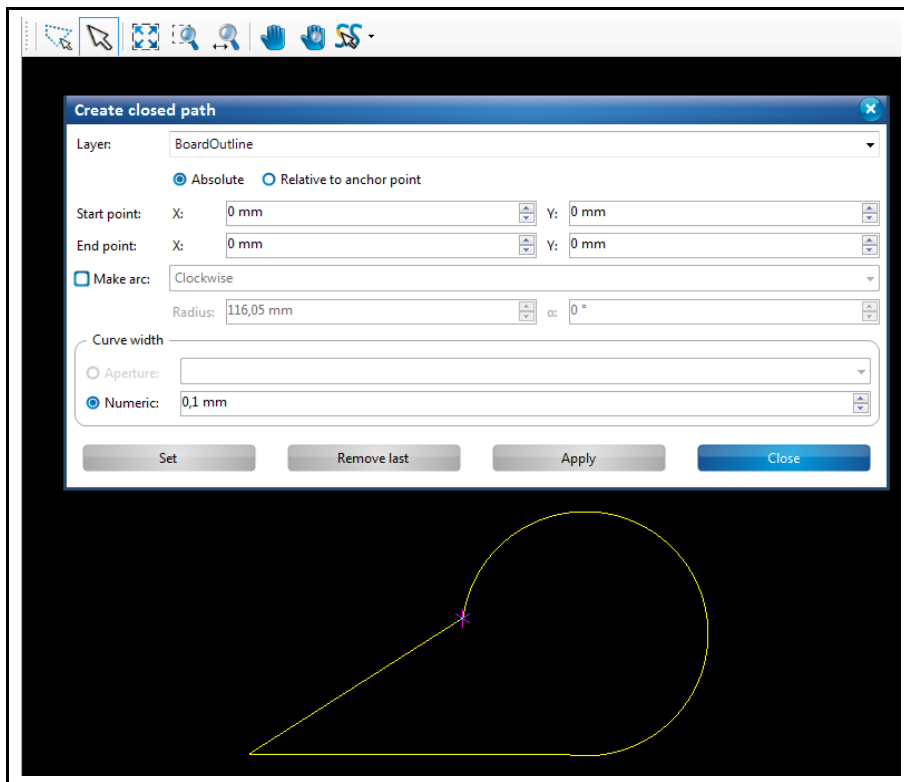 Create closed path
Layer: BoardOutline
Absolute Relative to anchor point
Start point: X: 0 mm Y: 0 mm
End point: X: 0 mm Y: 0 mm
Make arc: Clockwise
Radius: 116,05 mm α: 0 °
Curve width
Aperture:
Numeric: 0,1 mm
Set Remove last Apply Close